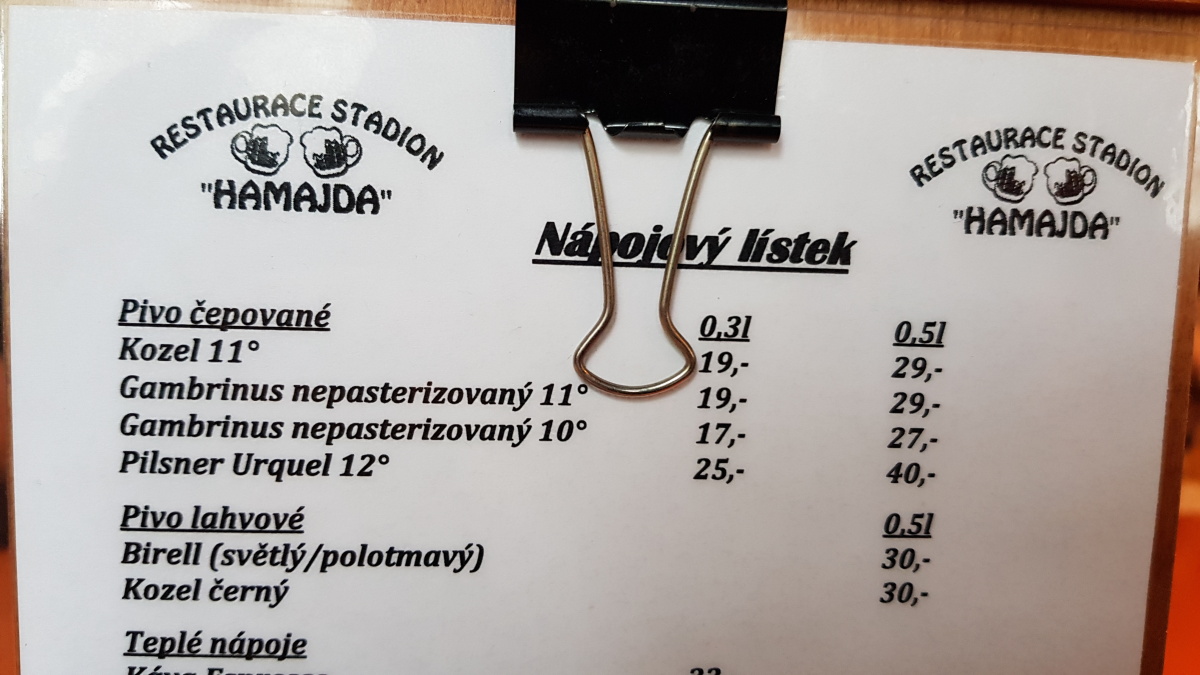 RESTAURACE STADION
"HAMAJDA"
RESTAURACE STADION
"HAMAJDA"
Nápojový lístek
Pivo čepované 0,3l 0,5l
Kozel 11° 19,- 29,-
Gambrinus nepasterizovaný 11° 19,- 29,-
Gambrinus nepasterizovaný 10° 17,- 27,-
Pilsner Urquel 12° 25,- 40,-
Pivo lahvové 0,5l
Birell (světlý/polotmavý) 30,-
Kozel černý 30,-
Teplé nápoje